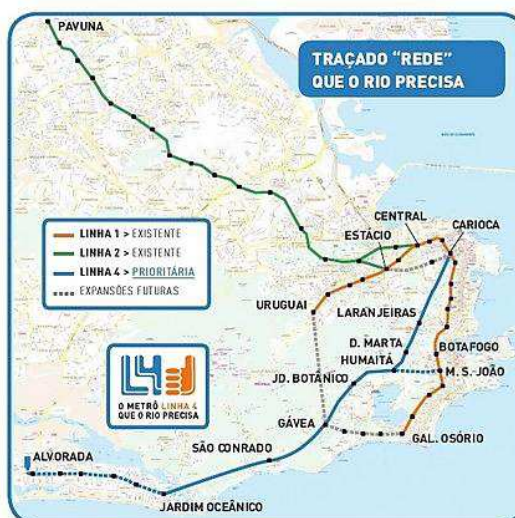 PAVUNA
TRAÇADO “REDE”
QUE O RIO PRECISA
LINHA 1 > EXISTENTE
LINHA 2 > EXISTENTE
LINHA 4 > PRIORITÁRIA
EXPANSÕES FUTURAS
CENTRAL
ESTÁCIO
CARIOCA
URUGUAI
LARANJEIRAS
D. MARTA
BOTAFOGO
HUMAITÁ
JD. BOTÂNICO
M. S. JOÃO
L4
O METRÔ LINHA 4
QUE O RIO PRECISA
GÁVEA
GAL. OSÓRIO
SÃO CONRADO
ALVORADA
JARDIM OCEÂNICO